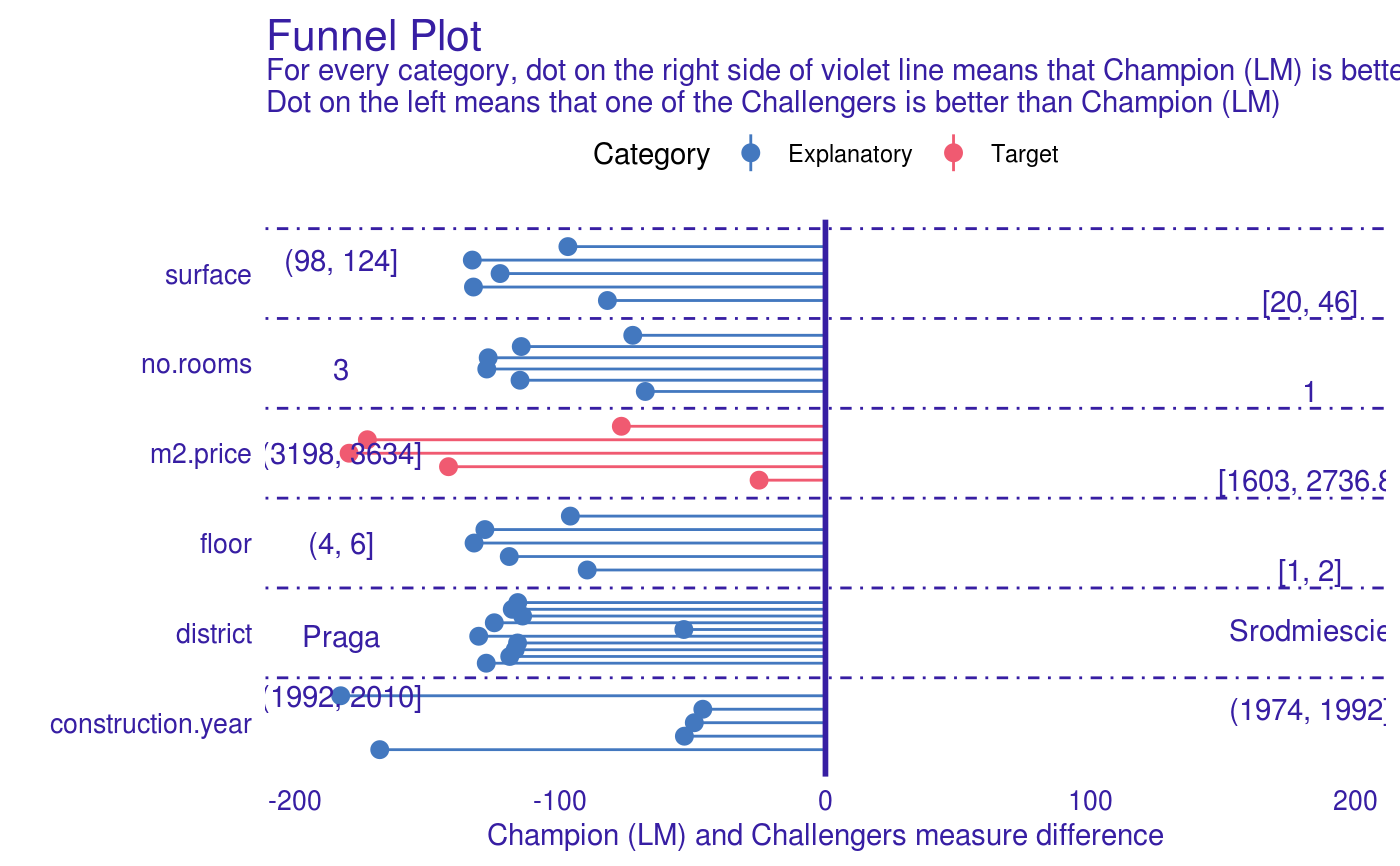 Funnel Plot
For every category, dot on the right side of violet line means that Champion (LM) is bette
Dot on the left means that one of the Challengers is better than Champion (LM)
Category Explanatory Target
surface (98, 124] [20, 46]
no.rooms 3 1
m2.price (3198, 3634] [1603, 2736.8
floor (4, 6] [1, 2]
district Praga Srodmiescie
construction.year (1992, 2010] (1974, 1992]
-200 -100 0 100 200
Champion (LM) and Challengers measure difference